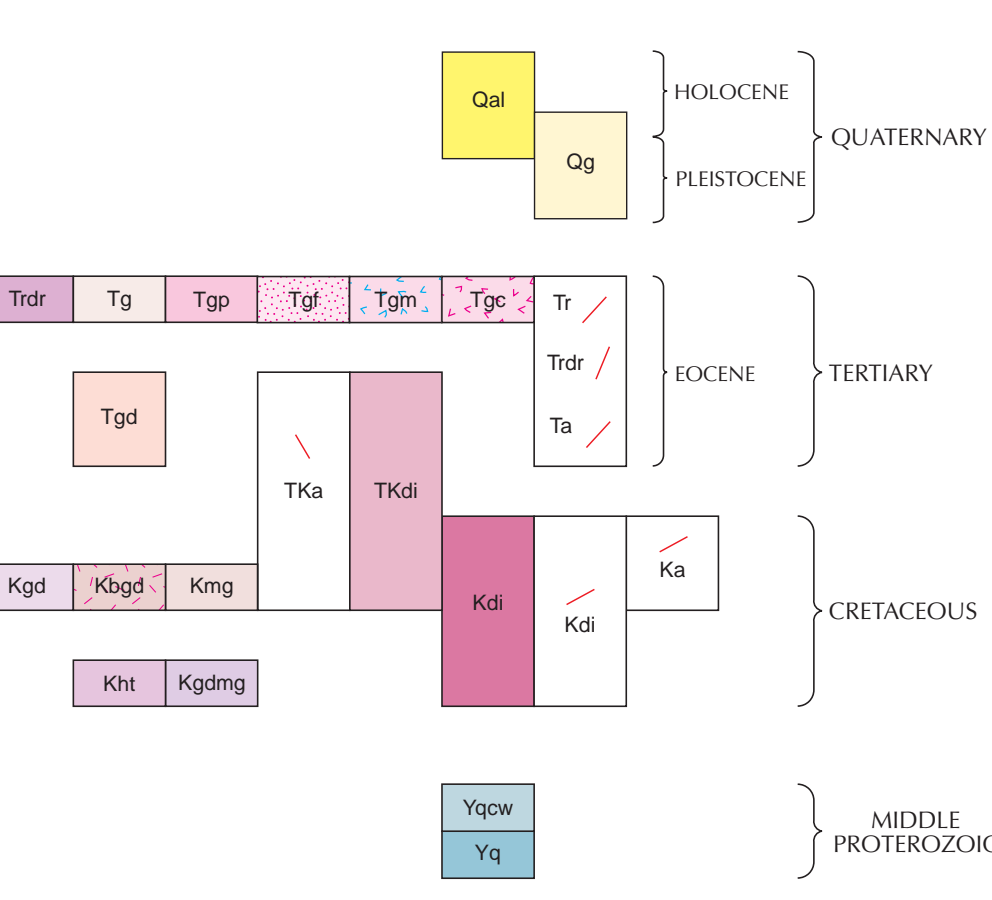 Qal
HOLOCENE
QUATERNARY
Qg
PLEISTOCENE
Trdr
Tg
Tgp
Tgf
Tgm
Tgc
Tr
Trdr
EOCENE
TERTIARY
Tgd
Ta
TKa
TKdi
Kgd
Kbgd
Kmg
Kdi
Kdi
Ka
CRETACEOUS
Kht
Kgdmg
Yqcw
Yq
MIDDLE
PROTEROZOIC